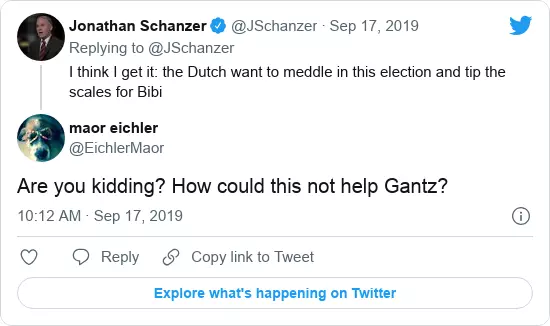 Jonathan Schanzer @JSchanzer · Sep 17, 2019
Replying to @JSchanzer
I think I get it: the Dutch want to meddle in this election and tip the
scales for Bibi
maor eichler
@EichlerMaor
Are you kidding? How could this not help Gantz?
10:12 AM · Sep 17, 2019
Reply Copy link to Tweet
Explore what's happening on Twitter